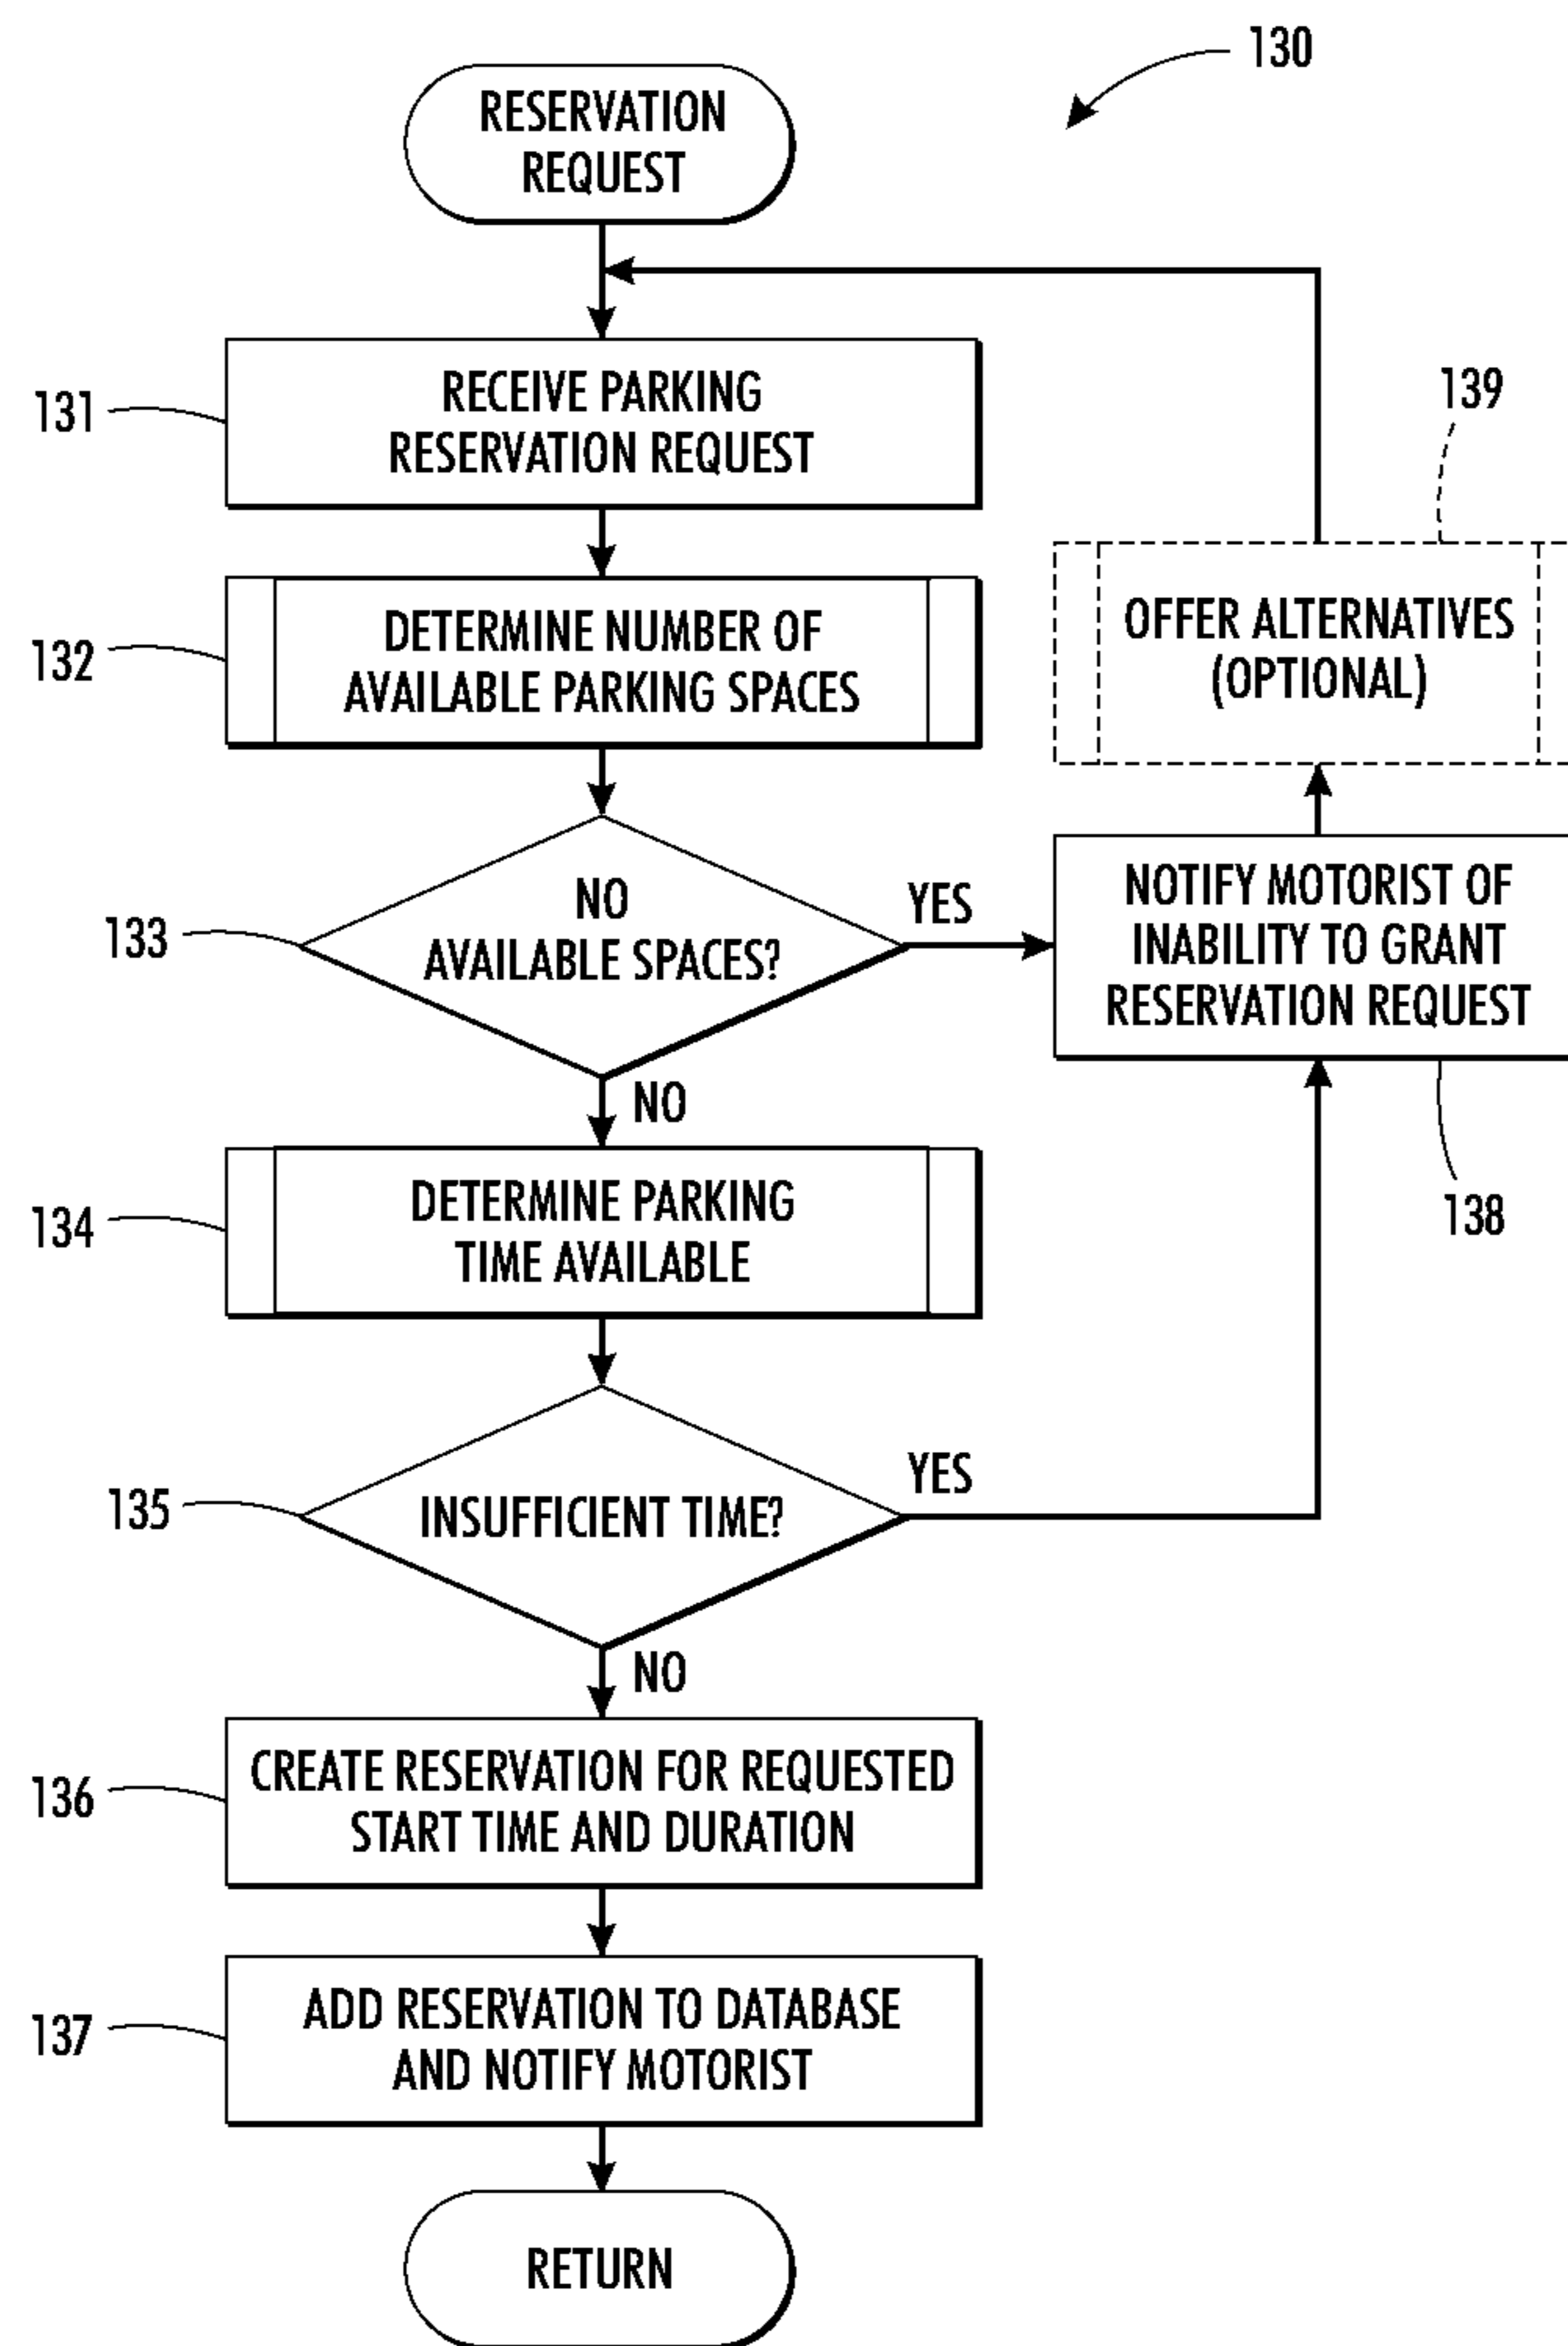 130
RESERVATION
REQUEST
131
RECEIVE PARKING
RESERVATION REQUEST
139
132
DETERMINE NUMBER OF
AVAILABLE PARKING SPACES
OFFER ALTERNATIVES
(OPTIONAL)
133
NO
AVAILABLE SPACES?
YES
NOTIFY MOTORIST OF
INABILITY TO GRANT
RESERVATION REQUEST
NO
138
134
DETERMINE PARKING
TIME AVAILABLE
135
INSUFFICIENT TIME?
YES
NO
136
CREATE RESERVATION FOR REQUESTED
START TIME AND DURATION
137
ADD RESERVATION TO DATABASE
AND NOTIFY MOTORIST
RETURN